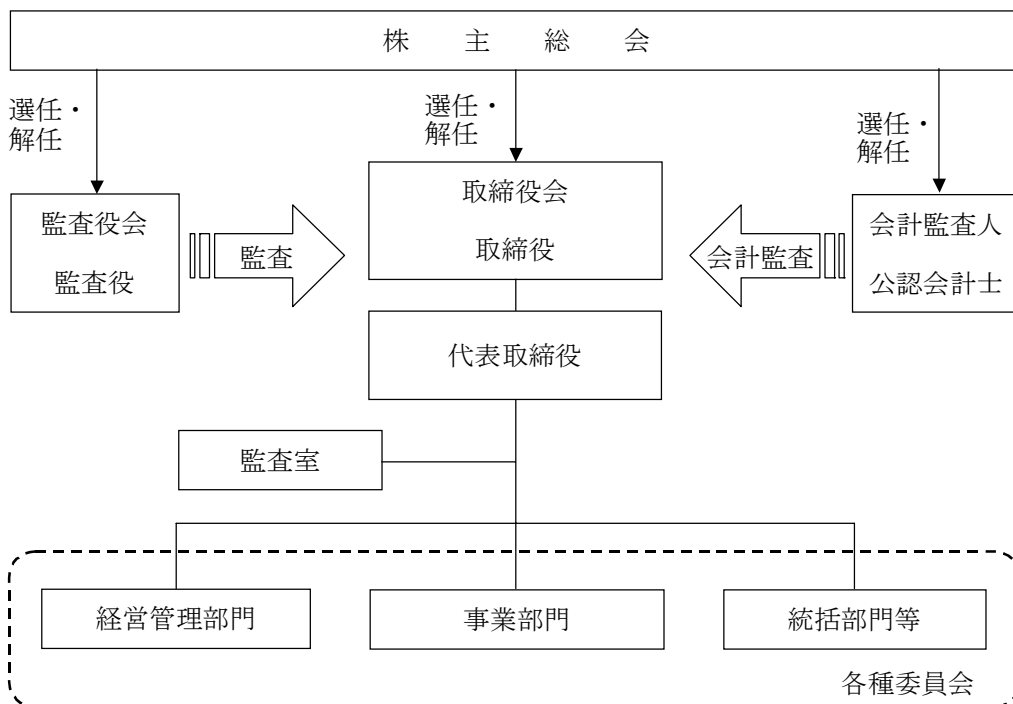 株主総会
選任・
解任
選任・
解任
選任・
解任
監査役会
監査役
監査
取締役会
取締役
会計監査
会計監査人
公認会計士
代表取締役
監査室
経営管理部門
事業部門
統括部門等
各種委員会